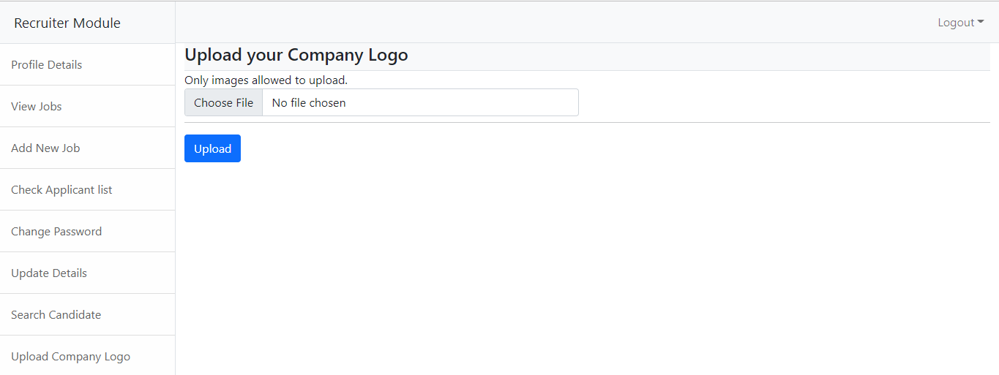 Recruiter Module
Logout
Profile Details
View Jobs
Add New Job
Check Applicant list
Change Password
Update Details
Search Candidate
Upload Company Logo
Upload your Company Logo
Only images allowed to upload.
Choose File No file chosen
Upload